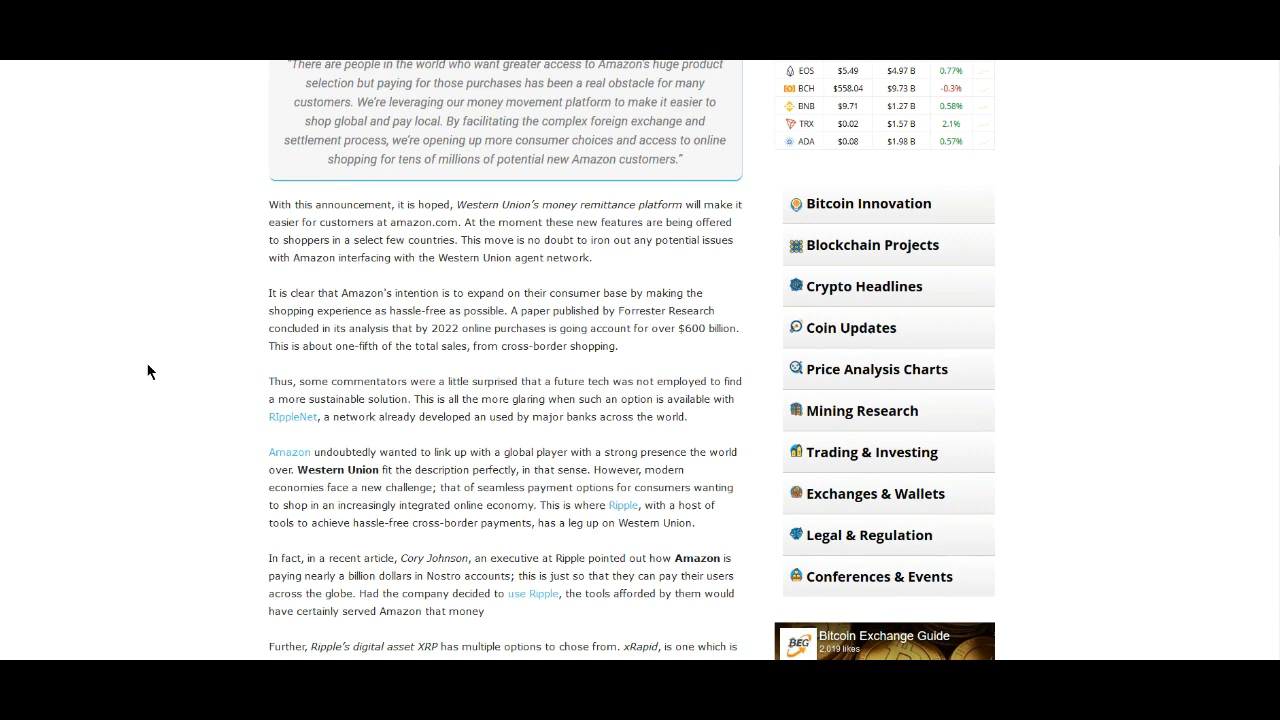 "There are people in the world who want greater access to Amazon's huge product
selection but paying for those purchases has been a real obstacle for many
customers. We're leveraging our money movement platform to make it easier to
shop global and pay local. By facilitating the complex foreign exchange and
settlement process, we're opening up more consumer choices and access to online
shopping for tens of millions of potential new Amazon customers."
With this announcement, it is hoped, Western Union's money remittance platform will make it
easier for customers at amazon.com. At the moment these new features are being offered
to shoppers in a select few countries. This move is no doubt to iron out any potential issues
with Amazon interfacing with the Western Union agent network.
It is clear that Amazon's intention is to expand on their consumer base by making the
shopping experience as hassle-free as possible. A paper published by Forrester Research
concluded in its analysis that by 2022 online purchases is going account for over $600 billion.
This is about one-fifth of the total sales, from cross-border shopping.
Thus, some commentators were a little surprised that a future tech was not employed to find
a more sustainable solution. This is all the more glaring when such an option is available with
RIppleNet, a network already developed an used by major banks across the world.
Amazon undoubtedly wanted to link up with a global player with a strong presence the world
over. Western Union fit the description perfectly, in that sense. However, modern
economies face a new challenge; that of seamless payment options for consumers wanting
to shop in an increasingly integrated online economy. This is where Ripple, with a host of
tools to achieve hassle-free cross-border payments, has a leg up on Western Union.
In fact, in a recent article, Cory Johnson, an executive at Ripple pointed out how Amazon is
paying nearly a billion dollars in Nostro accounts; this is just so that they can pay their users
across the globe. Had the company decided to use Ripple, the tools afforded by them would
have certainly served Amazon that money
Further, Ripple's digital asset XRP has multiple options to chose from. xRapid, is one which is
EOS $5.49 $4.97 B 0.77%
BCH $558.04 $9.73 B -0.3%
BNB $9.71 $1.27 B 0.58%
TRX $0.02 $1.57 B 2.1%
ADA $0.08 $1.98 B 0.57%
Bitcoin Innovation
Blockchain Projects
Crypto Headlines
Coin Updates
Price Analysis Charts
Mining Research
Trading & Investing
Exchanges & Wallets
Legal & Regulation
Conferences & Events
BEG
Bitcoin Exchange Guide
2,019 likes